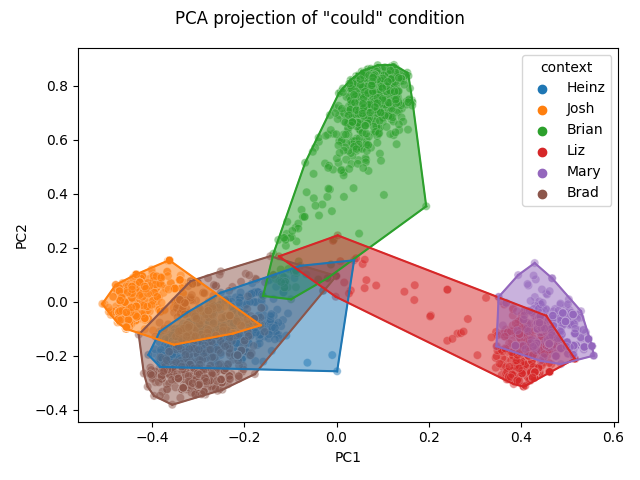 PCA projection of "could" condition
context
Heinz
Josh
Brian
Liz
Mary
Brad
PC2
0.8
0.6
0.4
0.2
0.0
−0.2
−0.4
−0.4 −0.2 0.0 0.2 0.4 0.6
PC1